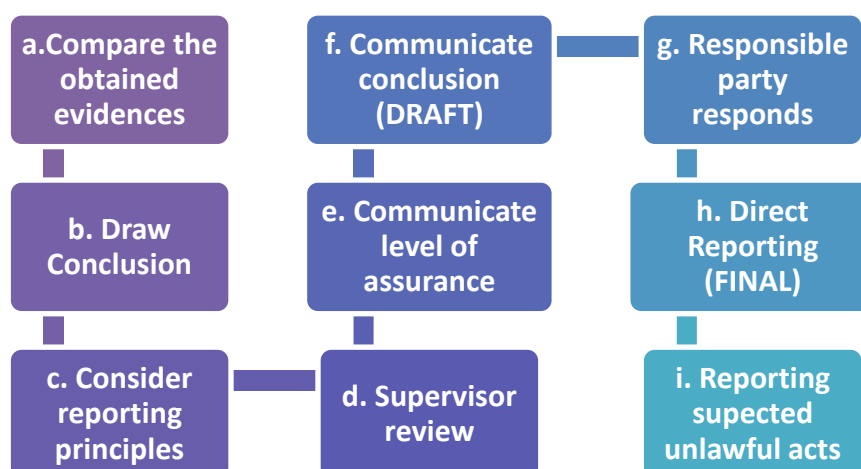 a.Compare the
obtained
evidences
b. Draw
Conclusion
c. Consider
reporting
principles
d. Supervisor
review
e. Communicate
level of
assurance
f. Communicate
conclusion
(DRAFT)
g. Responsible
party
responds
h. Direct
Reporting
(FINAL)
i. Reporting
supected
unlawful acts